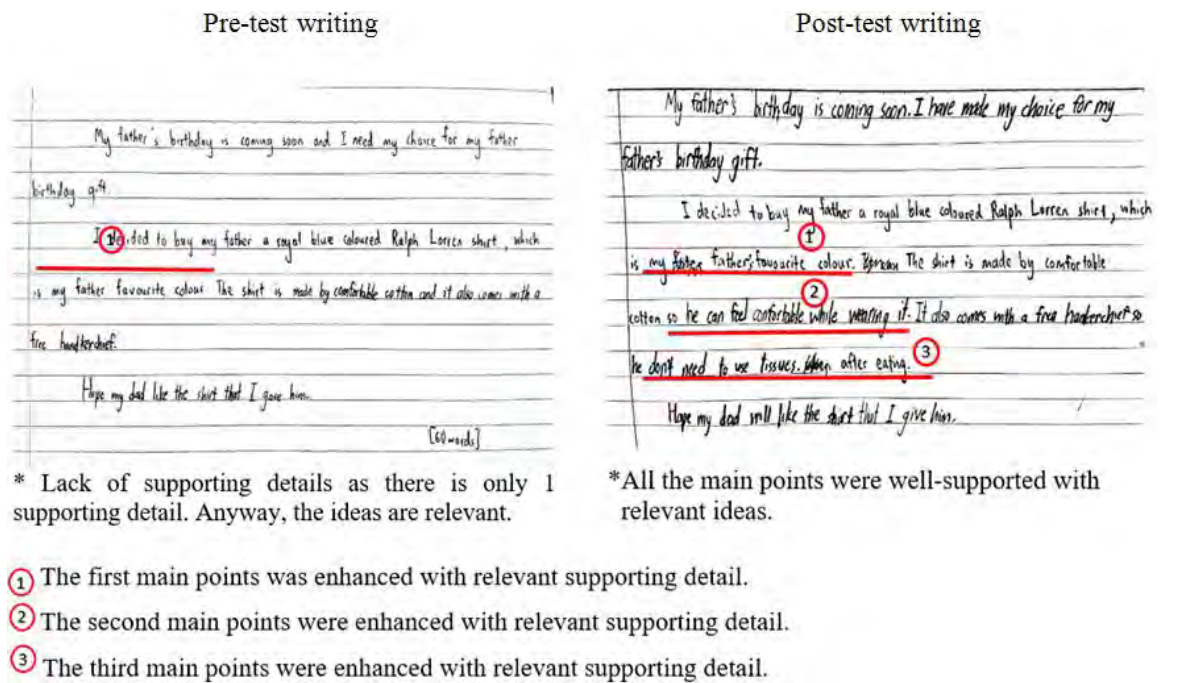 Pre-test writing
My father's birthday is coming soon and I need my choice for my father
birthday gift.
1
I decided to buy my father a royal blue coloured Ralph Lorren shirt, which
is my father favourite colour The shirt is made by comfortable cotton and it also comes with a
free handkerchief.
Hope my dad like the shirt that I gave him.
[60 words]
* Lack of supporting details as there is only 1
supporting detail. Anyway, the ideas are relevant.
Post-test writing
My father's birthday is coming soon. I have made my choice for my
father's birthday gift.
I decided to buy my father a royal blue coloured Ralph Lorren shirt, which
1
is my father's favourite colour. The shirt is made by comfortable
2
cotton so he can feel comfortable while wearing it. It also comes with a free so
3
he don't need to use tissues. after eating.
Hope my dad will like the shirt that I give him.
*All the main points were well-supported with
relevant ideas.
1 The first main points was enhanced with relevant supporting detail.
2 The second main points were enhanced with relevant supporting detail.
3 The third main points were enhanced with relevant supporting detail.